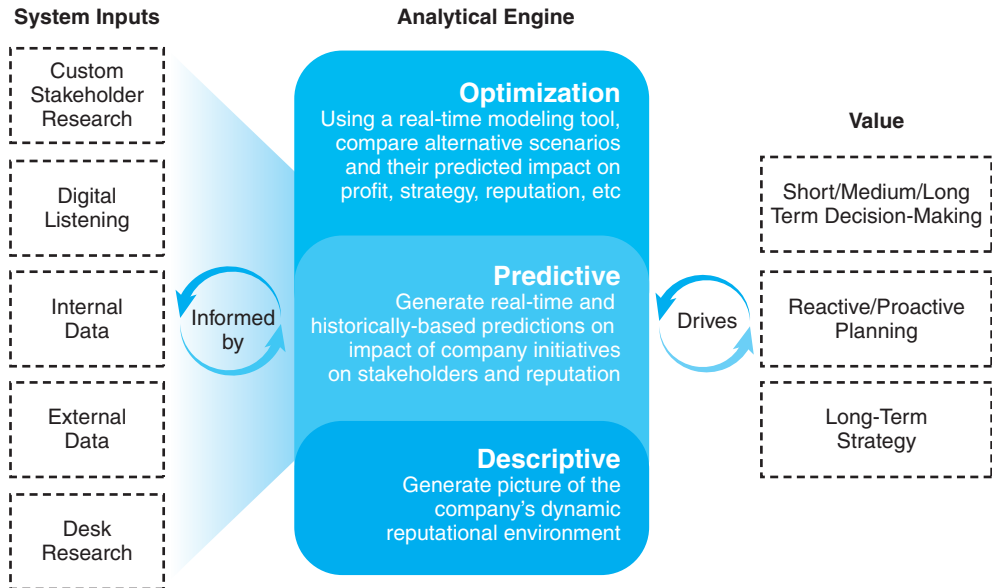 System Inputs
Custom
Stakeholder
Research
Digital
Listening
Internal
Data
External
Data
Desk
Research
Informed
by
Analytical Engine
Optimization
Using a real-time modeling tool,
compare alternative scenarios
and their predicted impact on
profit, strategy, reputation, etc
Predictive
Generate real-time and
historically-based predictions on
impact of company initiatives
on stakeholders and reputation
Descriptive
Generate picture of the
company's dynamic
reputational environment
Drives
Value
Short/Medium/Long
Term Decision-Making
Reactive/Proactive
Planning
Long-Term
Strategy